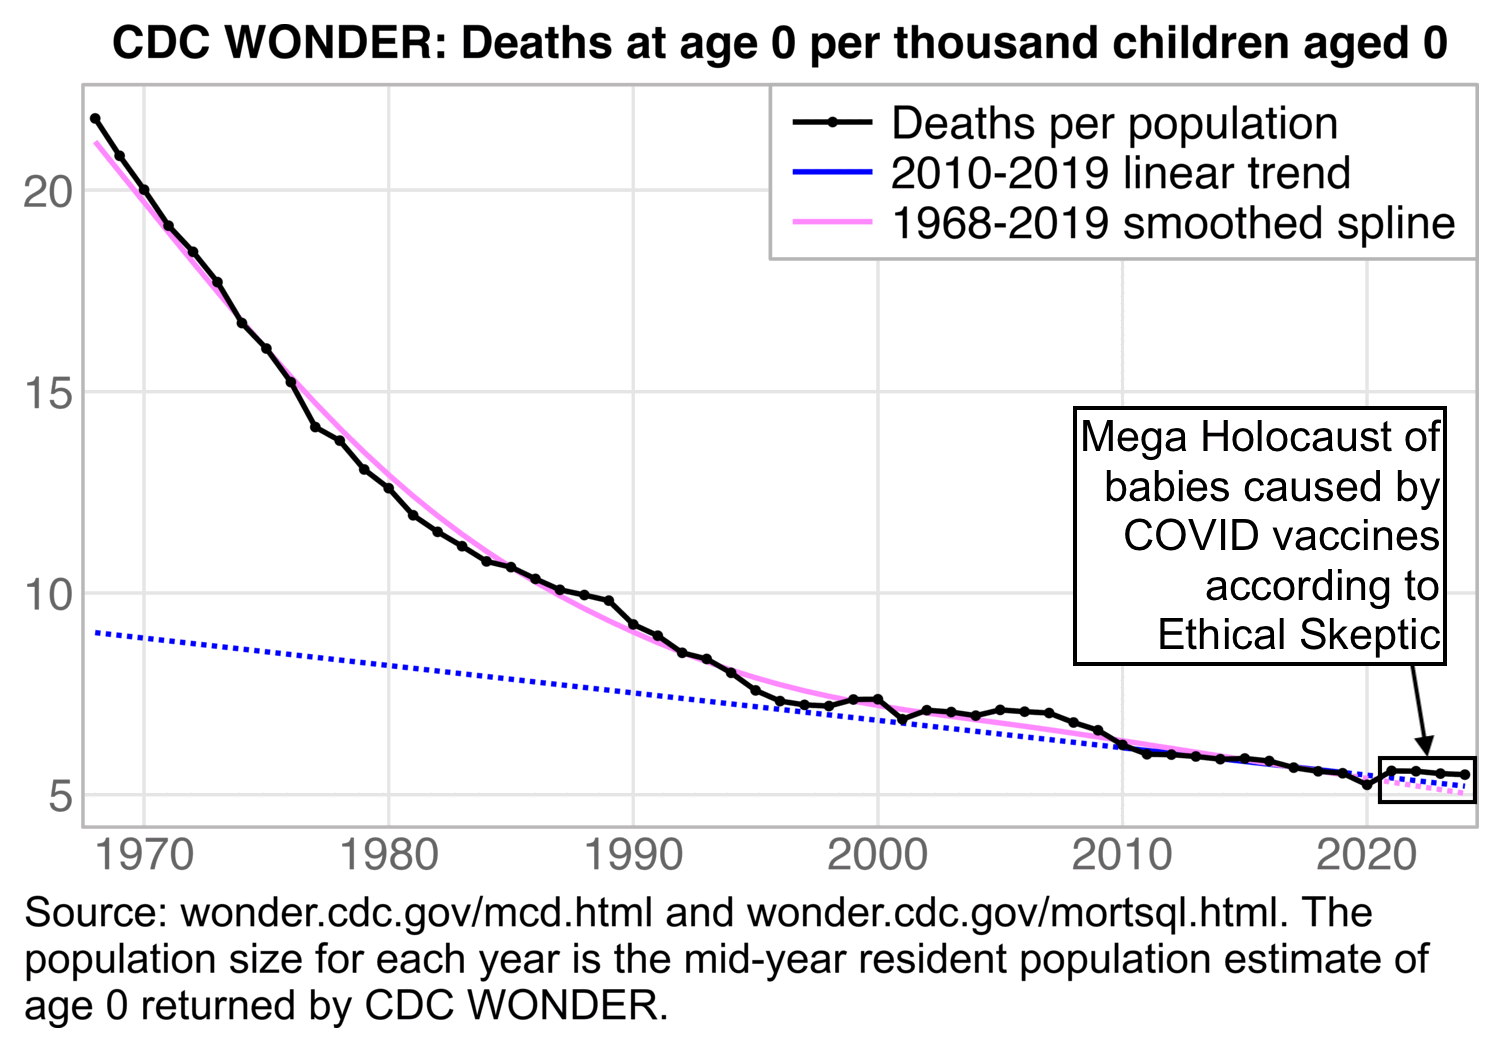 CDC WONDER: Deaths at age 0 per thousand children aged 0
Deaths per population
2010-2019 linear trend
1968-2019 smoothed spline
20
15
10
5
Mega Holocaust of
babies caused by
COVID vaccines
according to
Ethical Skeptic
1970
1980
1990
2000
2010
2020
Source: wonder.cdc.gov/mcd.html and wonder.cdc.gov/mortsql.html. The
population size for each year is the mid-year resident population estimate of
age 0 returned by CDC WONDER.